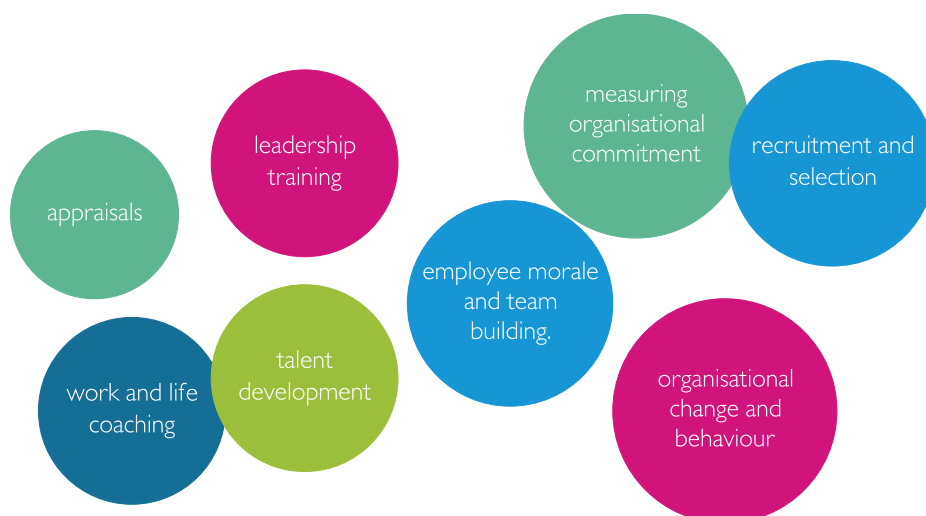 appraisals
leadership
training
measuring
organisational
commitment
recruitment and
selection
employee morale
and team
building.
work and life
coaching
talent
development
organisational
change and
behaviour